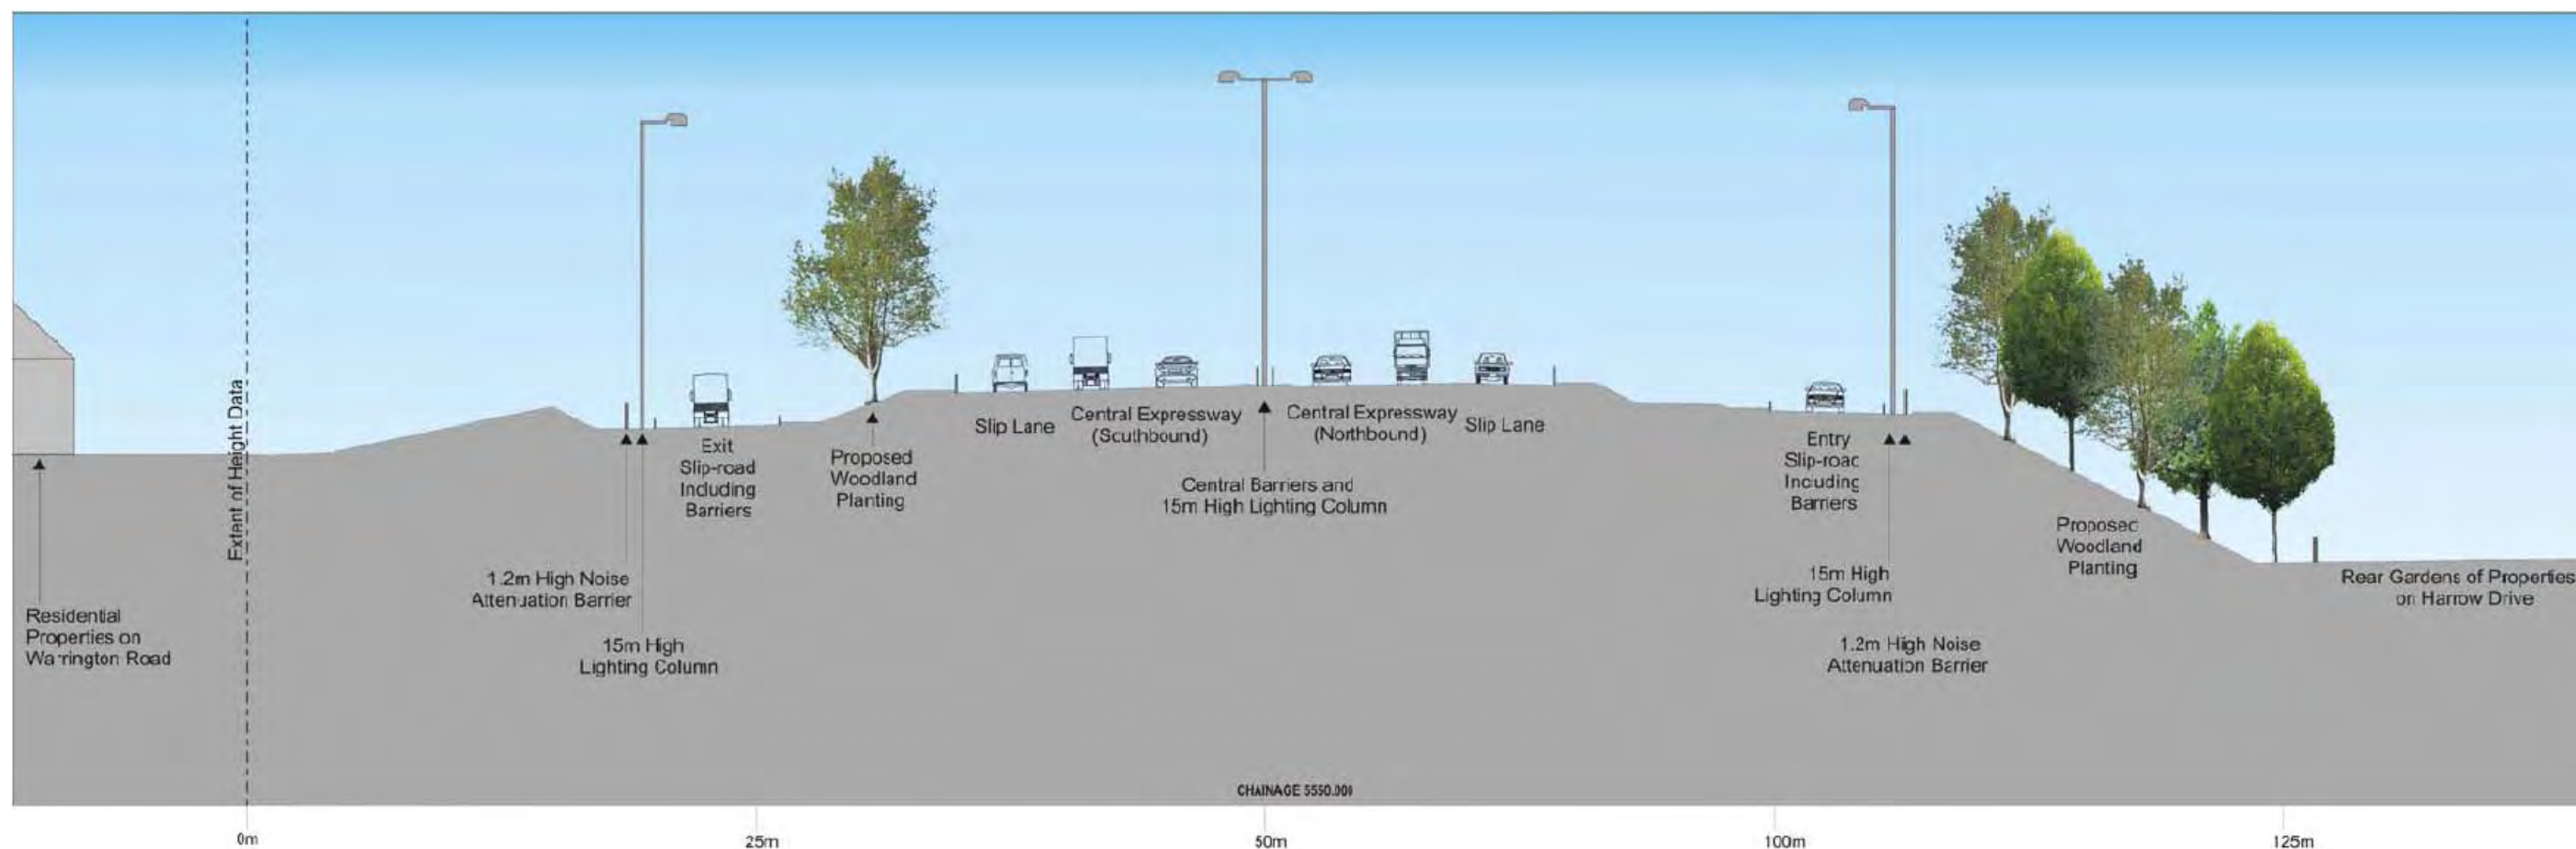 Extent of Height Data
Residential
Properties on
Warrington Road
1.2m High Noise
Attenuation Barrier
15m High
Lighting Column
Exit
Slip-road
Including
Barriers
Proposed
Woodland
Planting
Slip Lane
Central Expressway
(Southbound)
Central Expressway
(Northbound)
Slip Lane
Central Barriers and
15m High Lighting Column
Entry
Slip-road
Including
Barriers
15m High
Lighting Column
1.2m High Noise
Attenuation Barrier
Proposed
Woodland
Planting
Rear Gardens of Properties
on Harrow Drive
CHAINAGE 5550.000
0m
25m
50m
100m
125m